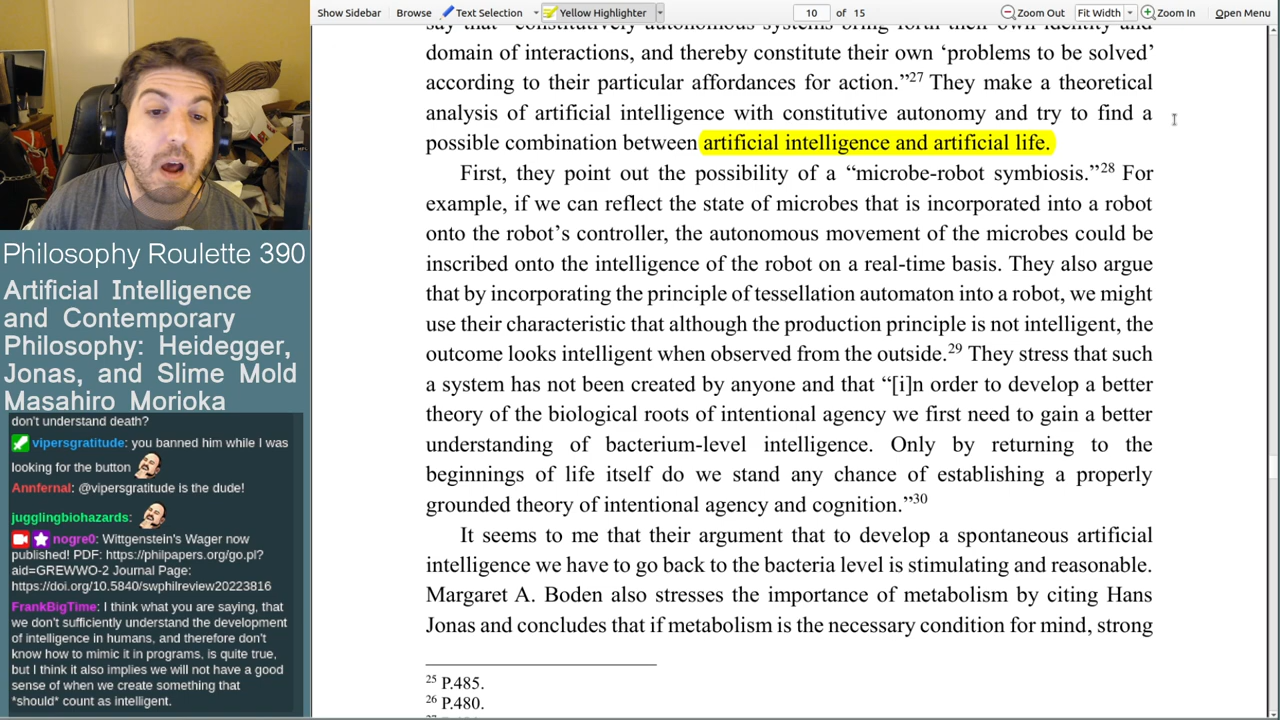 Show Sidebar Browse Text Selection Yellow Highlighter 10 of 15 Zoom Out Fit Width Zoom In Open Menu
say that “constitutively autonomous systems bring forth their own identity and
domain of interactions, and thereby constitute their own ‘problems to be solved’
according to their particular affordances for action.”27 They make a theoretical
analysis of artificial intelligence with constitutive autonomy and try to find a
possible combination between artificial intelligence and artificial life.
First, they point out the possibility of a “microbe-robot symbiosis.”28 For
example, if we can reflect the state of microbes that is incorporated into a robot
onto the robot’s controller, the autonomous movement of the microbes could be
inscribed onto the intelligence of the robot on a real-time basis. They also argue
that by incorporating the principle of tessellation automaton into a robot, we might
use their characteristic that although the production principle is not intelligent, the
outcome looks intelligent when observed from the outside.29 They stress that such
a system has not been created by anyone and that “[i]n order to develop a better
theory of the biological roots of intentional agency we first need to gain a better
understanding of bacterium-level intelligence. Only by returning to the
beginnings of life itself do we stand any chance of establishing a properly
grounded theory of intentional agency and cognition.”30
It seems to me that their argument that to develop a spontaneous artificial
intelligence we have to go back to the bacteria level is stimulating and reasonable.
Margaret A. Boden also stresses the importance of metabolism by citing Hans
Jonas and concludes that if metabolism is the necessary condition for mind, strong
25 P.485.
26 P.480.
Philosophy Roulette 390
Artificial Intelligence
and Contemporary
Philosophy: Heidegger,
Jonas, and Slime Mold
Masahiro Morioka
don't understand death?
vipersgratitude: you banned him while I was
looking for the button
Annfernal: @vipersgratitude is the dude!
jugglingbiohazards:
nogre0: Wittgenstein's Wager now
published! PDF: https://philpapers.org/go.pl?
aid=GREWWO-2 Journal Page:
https://doi.org/10.5840/swphilreview20223816
FrankBigTime: I think what you are saying, that
we don't sufficiently understand the development
of intelligence in humans, and therefore don't
know how to mimic it in programs, is quite true,
but I think it also implies we will not have a good
sense of when we create something that
*should* count as intelligent.